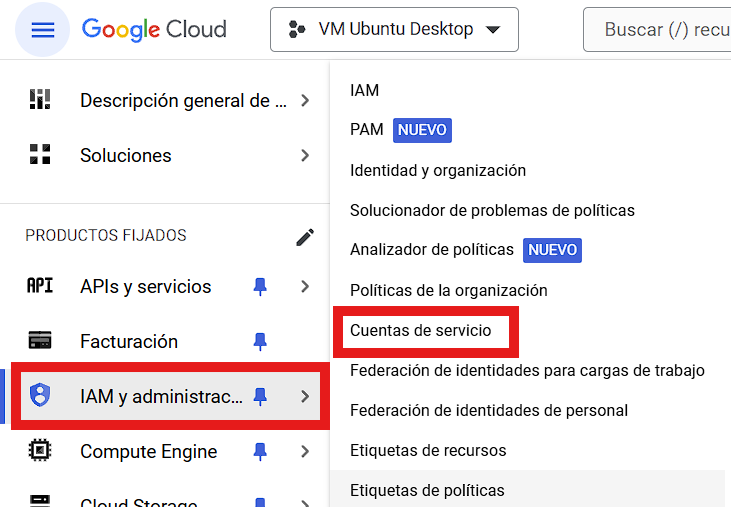 Google Cloud
VM Ubuntu Desktop
Buscar (/) recu
Descripción general de ...
Soluciones
PRODUCTOS FIJADOS
API APIs y servicios
Facturación
IAM y administrac...
Compute Engine
Cloud Storage
IAM
PAM NUEVO
Identidad y organización
Solucionador de problemas de políticas
Analizador de políticas NUEVO
Políticas de la organización
Cuentas de servicio
Federación de identidades para cargas de trabajo
Federación de identidades de personal
Etiquetas de recursos
Etiquetas de políticas